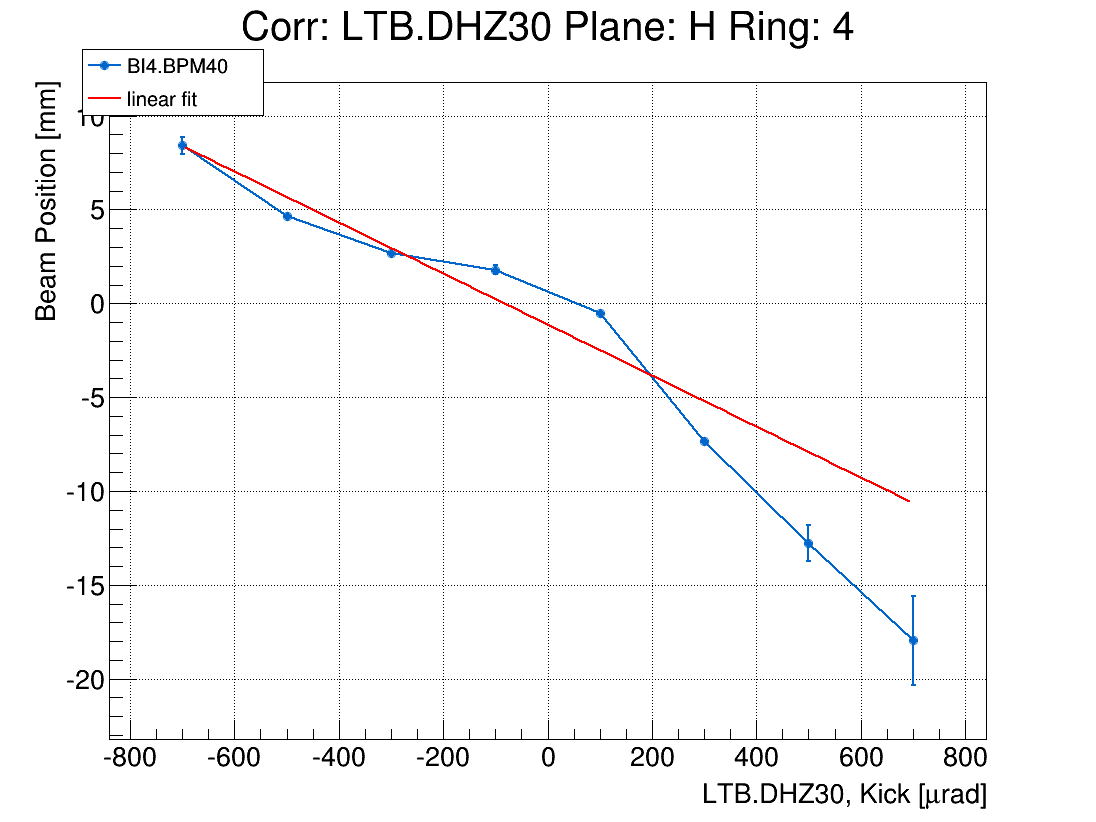 Corr: LTB.DHZ30 Plane: H Ring: 4
BI4.BPM40
linear fit
Beam Position [mm]
10
5
0
-5
-10
-15
-20
-800 -600 -400 -200 0 200 400 600 800
LTB.DHZ30, Kick [μrad]